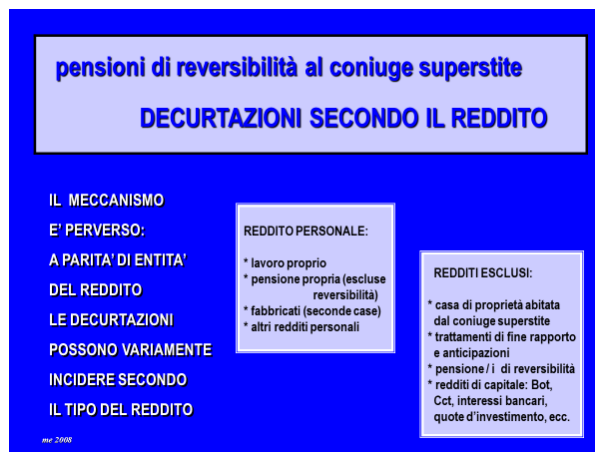 pensioni di reversibilità al coniuge superstite
DECURTAZIONI SECONDO IL REDDITO
IL MECCANISMO
E' PERVERSO:
A PARITA' DI ENTITA'
DEL REDDITO
LE DECURTAZIONI
POSSONO VARIAMENTE
INCIDERE SECONDO
IL TIPO DEL REDDITO
REDDITO PERSONALE:
* lavoro proprio
* pensione propria (escluse
reversibilità)
* fabbricati (seconde case)
* altri redditi personali
REDDITI ESCLUSI:
* casa di proprietà abitata
dal coniuge superstite
* trattamenti di fine rapporto
e anticipazioni
* pensione / i di reversibilità
* redditi di capitale: Bot,
Cct, interessi bancari,
quote d'investimento, ecc.
me 2008